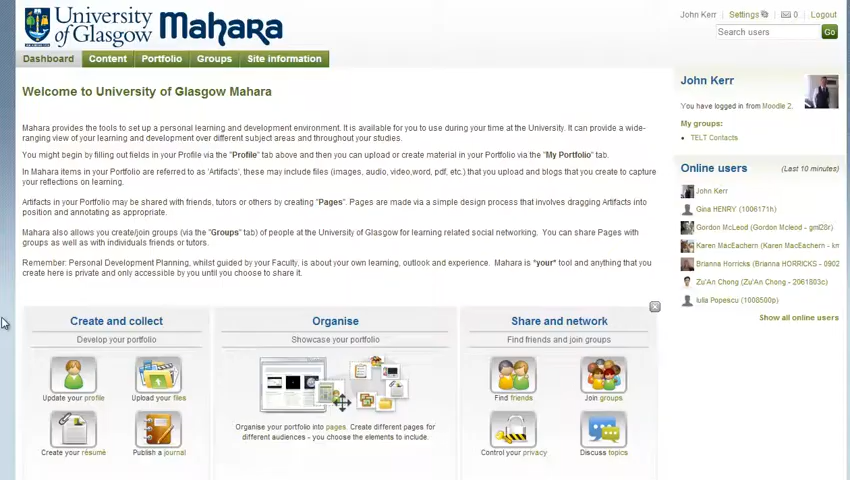 University
of Glasgow
Mahara
John Kerr Settings 0 Logout
Search users Go
Dashboard Content Portfolio Groups Site information
Welcome to University of Glasgow Mahara
Mahara provides the tools to set up a personal learning and development environment. It is available for you to use during your time at the University. It can provide a wide-
ranging view of your learning and development over different subject areas and throughout your studies.
You might begin by filling out fields in your Profile via the "Profile" tab above and then you can upload or create material in your Portfolio via the "My Portfolio" tab.
In Mahara items in your Portfolio are referred to as 'Artifacts', these may include files (images, audio, video,word, pdf, etc.) that you upload and blogs that you create to capture
your reflections on learning.
Artifacts in your Portfolio may be shared with friends, tutors or others by creating "Pages". Pages are made via a simple design process that involves dragging Artifacts into
position and annotating as appropriate.
Mahara also allows you create/join groups (via the "Groups" tab) of people at the University of Glasgow for learning related social networking. You can share Pages with
groups as well as with individuals friends or tutors.
Remember: Personal Development Planning, whilst guided by your Faculty, is about your own learning, outlook and experience. Mahara is *your* tool and anything that you
create here is private and only accessible by you until you choose to share it.
Create and collect
Develop your portfolio
Update your profile
Upload your files
Create your résumé
Publish a journal
Organise
Showcase your portfolio
Organise your portfolio into pages. Create different pages for
different audiences - you choose the elements to include.
Share and network
Find friends and join groups
Find friends
Join groups
Control your privacy
Discuss topics
John Kerr
You have logged in from Moodle 2.
My groups:
TELT Contacts
Online users (Last 10 minutes)
John Kerr
Gina HENRY (1006171h)
Gordon McLeod (Gordon Mcleod - gml28r)
Karen MacEachern (Karen MacEachern - km
Brianna Horricks (Brianna HORRICKS - 0902
Zu'An Chong (Zu'An Chong - 2061803c)
Iulia Popescu (1008500p)
Show all online users